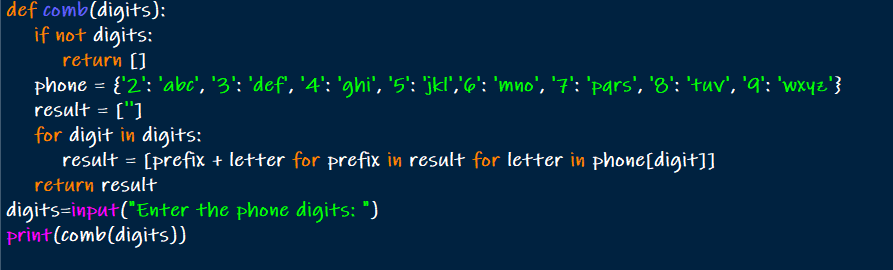 def comb(digits):
    if not digits:
        return []
    phone = {'2': 'abc', '3': 'def', '4': 'ghi', '5': 'jkl','6': 'mno', '7': 'pqrs', '8': 'tuv', '9': 'wxyz'}
    result = ['']
    for digit in digits:
        result = [prefix + letter for prefix in result for letter in phone[digit]]
    return result
digits=input("Enter the phone digits: ")
print(comb(digits))